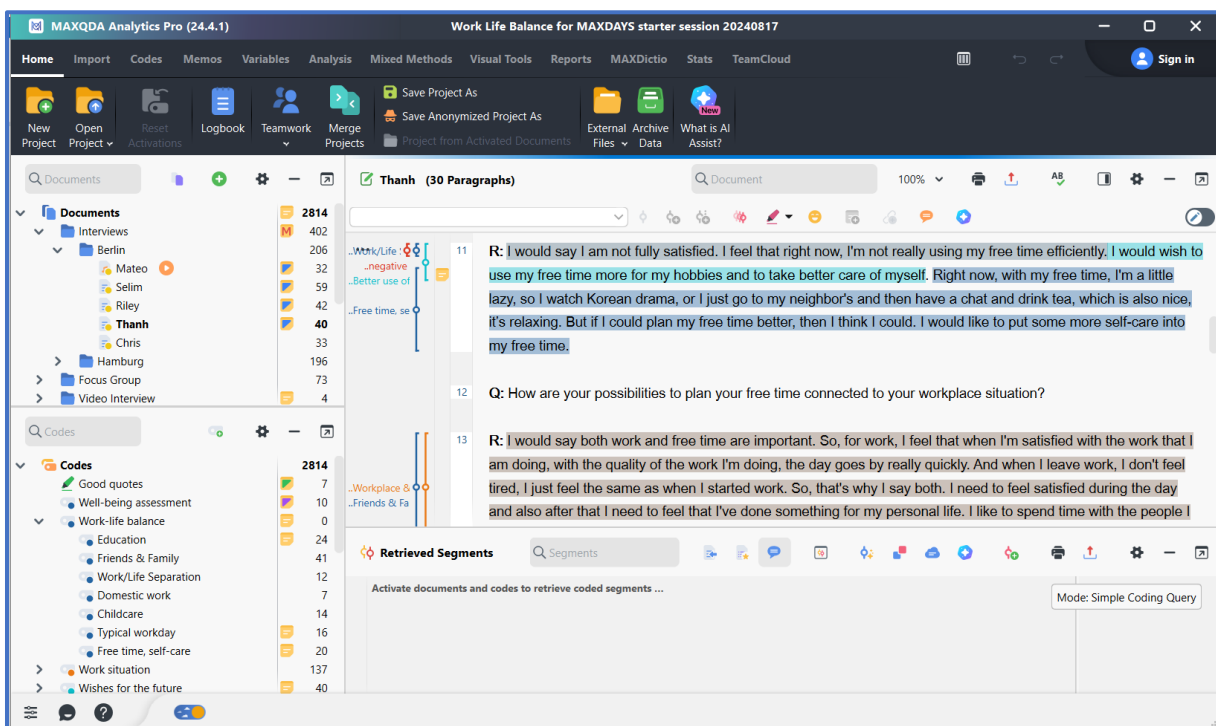 MAXQDA Analytics Pro (24.4.1)
Work Life Balance for MAXDAYS starter session 20240817
Home Import Codes Memos Variables Analysis Mixed Methods Visual Tools Reports MAXDictio Stats TeamCloud
Sign in
New Project
Open Project
Reset Activations
Logbook
Teamwork
Merge Projects
Save Project As
Save Anonymized Project As
Project from Activated Documents
External Files
Archive Data
New
What is AI Assist?
Documents
Documents 2814
Interviews M 402
Berlin 206
Mateo 32
Selim 59
Riley 42
Thanh 40
Chris 33
Hamburg 196
Focus Group 73
Video Interview 4
Codes
Codes 2814
Good quotes 7
Well-being assessment 10
Work-life balance 0
Education 24
Friends & Family 41
Work/Life Separation 12
Domestic work 7
Childcare 14
Typical workday 16
Free time, self-care 20
Work situation 137
Wishes for the future 40
Thanh (30 Paragraphs)
Document
100%
AB
..Work/Life
..negative
..Better use of
..Free time, se
11
R: I would say I am not fully satisfied. I feel that right now, I'm not really using my free time efficiently. I would wish to
use my free time more for my hobbies and to take better care of myself. Right now, with my free time, I'm a little
lazy, so I watch Korean drama, or I just go to my neighbor's and then have a chat and drink tea, which is also nice,
it's relaxing. But if I could plan my free time better, then I think I could. I would like to put some more self-care into
my free time.
12
Q: How are your possibilities to plan your free time connected to your workplace situation?
..Workplace &
..Friends & Fa
13
R: I would say both work and free time are important. So, for work, I feel that when I'm satisfied with the work that I
am doing, with the quality of the work I'm doing, the day goes by really quickly. And when I leave work, I don't feel
tired, I just feel the same as when I started work. So, that's why I say both. I need to feel satisfied during the day
and also after that I need to feel that I've done something for my personal life. I like to spend time with the people I
Retrieved Segments
Segments
Activate documents and codes to retrieve coded segments ...
Mode: Simple Coding Query